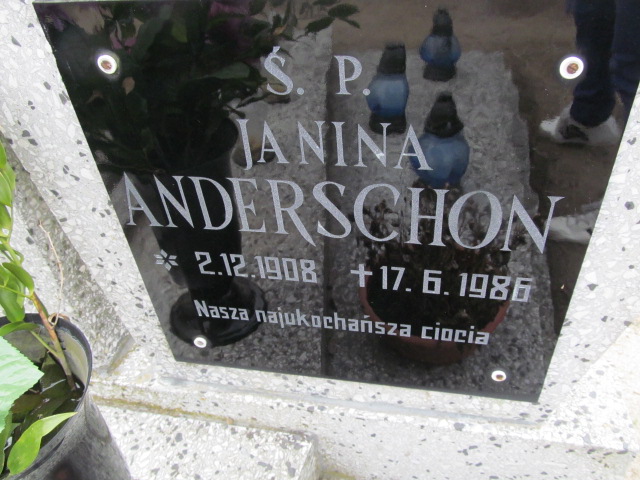 Ś. P.
JANINA
ANDERSCHON
* 2.12.1908 ✝ 17. 6. 1986
Nasza najukochańsza ciocia